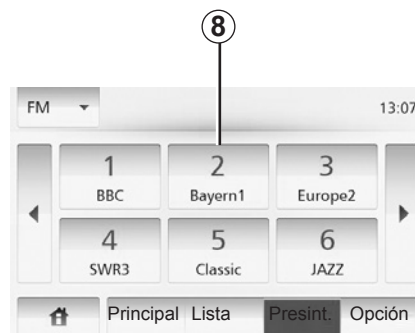 8
FM 13:07
1 2 3
BBC Bayern1 Europe2
4 5 6
SWR3 Classic JAZZ
Principal Lista Presint. Opción